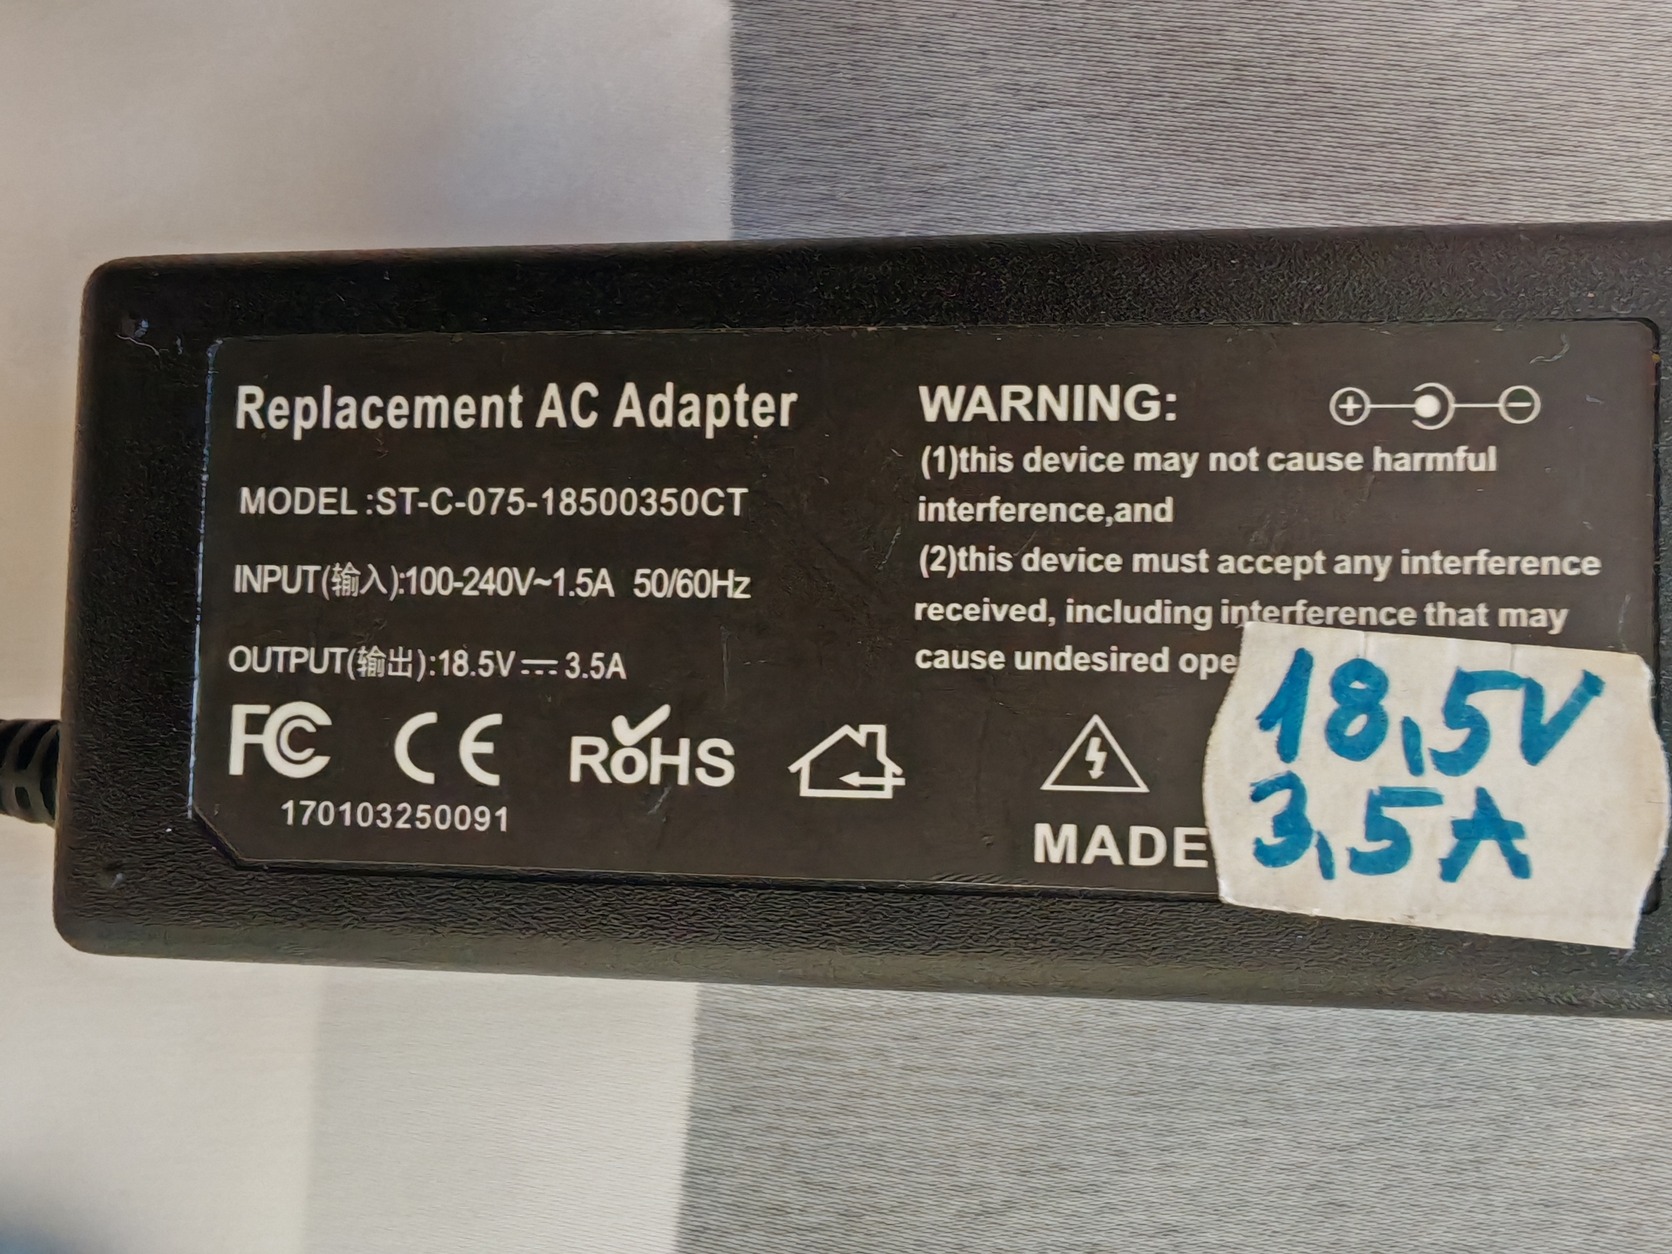 Replacement AC Adapter
MODEL :ST-C-075-18500350CT
INPUT(输入):100-240V~1.5A 50/60Hz
OUTPUT(输出):18.5V⎓3.5A
FC CE RoHS
170103250091
WARNING:
(1)this device may not cause harmful
interference,and
(2)this device must accept any interference
received, including interference that may
cause undesired ope
MADE
18,5V
3,5A